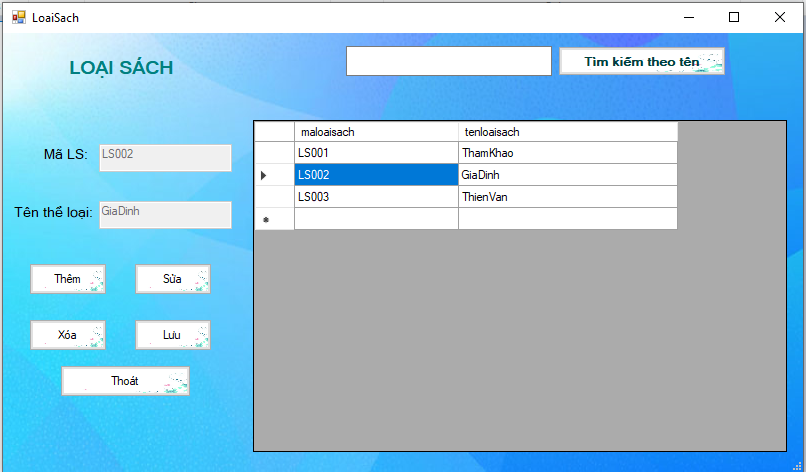 LoaiSach
LOẠI SÁCH
Tìm kiếm theo tên
Mã LS: LS002
Tên thể loại: GiaDinh
Thêm Sửa
Xóa Lưu
Thoát
maloaisach tenloaisach
LS001 ThamKhao
LS002 GiaDinh
LS003 ThienVan